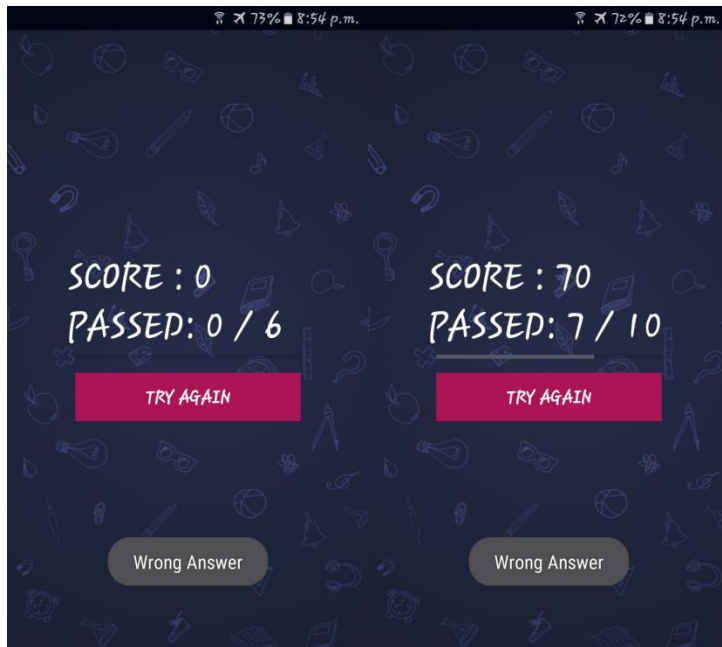 73% 8:54 p.m.
SCORE : 0
PASSED: 0 / 6
TRY AGAIN
Wrong Answer
72% 8:54 p.m.
SCORE : 70
PASSED: 7 / 10
TRY AGAIN
Wrong Answer